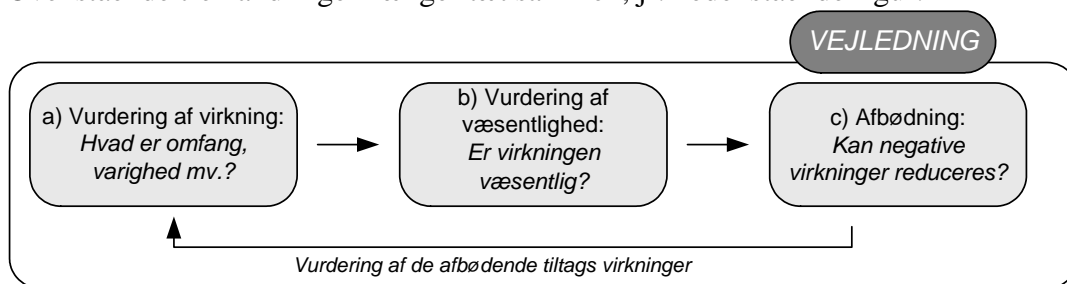 VEJLEDNING
a) Vurdering af virkning:
Hvad er omfang,
varighed mv.?
b) Vurdering af
væsentlighed:
Er virkningen
væsentlig?
c) Afbødning:
Kan negative
virkninger reduceres?
Vurdering af de afbødende tiltags virkninger